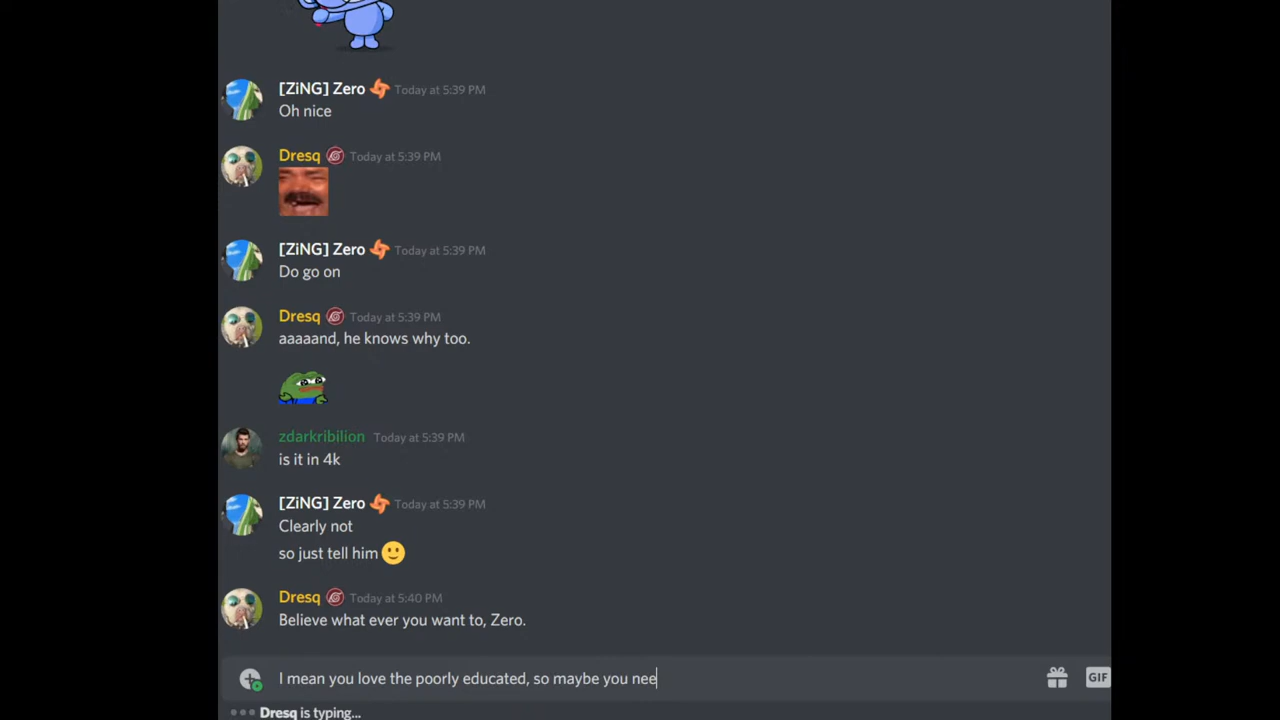 [ZiNG] Zero Today at 5:39 PM
Oh nice
Dresq Today at 5:39 PM
[ZiNG] Zero Today at 5:39 PM
Do go on
Dresq Today at 5:39 PM
aaaaand, he knows why too.
zdarkribilion Today at 5:39 PM
is it in 4k
[ZiNG] Zero Today at 5:39 PM
Clearly not
so just tell him
Dresq Today at 5:40 PM
Believe what ever you want to, Zero.
I mean you love the poorly educated, so maybe you nee
GIF
Dresq is typing...